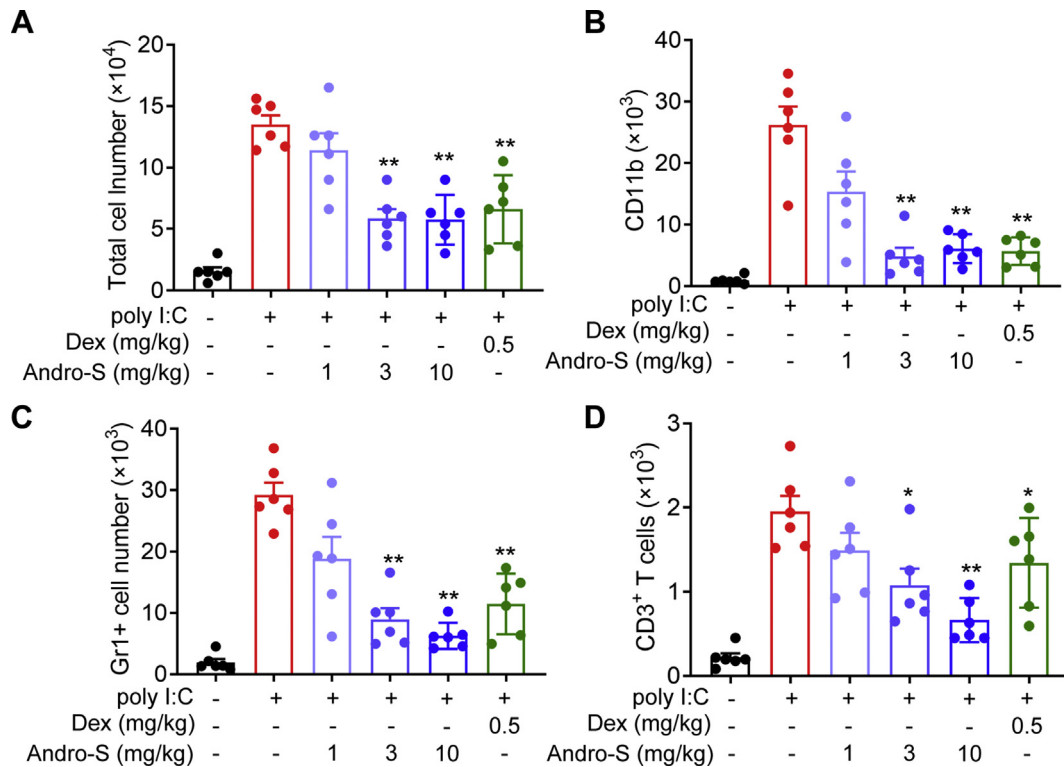 A
Total cel lnumber (×10⁴)
20
15
10
5
0
** ** **
poly I:C - + + + + +
Dex (mg/kg) - - - - - 0.5
Andro-S (mg/kg) - - 1 3 10 -
B
CD11b (×10³)
40
30
20
10
0
** ** **
poly I:C - + + + + +
Dex (mg/kg) - - - - - 0.5
Andro-S (mg/kg) - - 1 3 10 -
C
Gr1+ cell number (×10³)
40
30
20
10
0
** ** **
poly I:C - + + + + +
Dex (mg/kg) - - - - - 0.5
Andro-S (mg/kg) - - 1 3 10 -
D
CD3⁺ T cells (×10³)
3
2
1
0
* ** *
poly I:C - + + + + +
Dex (mg/kg) - - - - - 0.5
Andro-S (mg/kg) - - 1 3 10 -